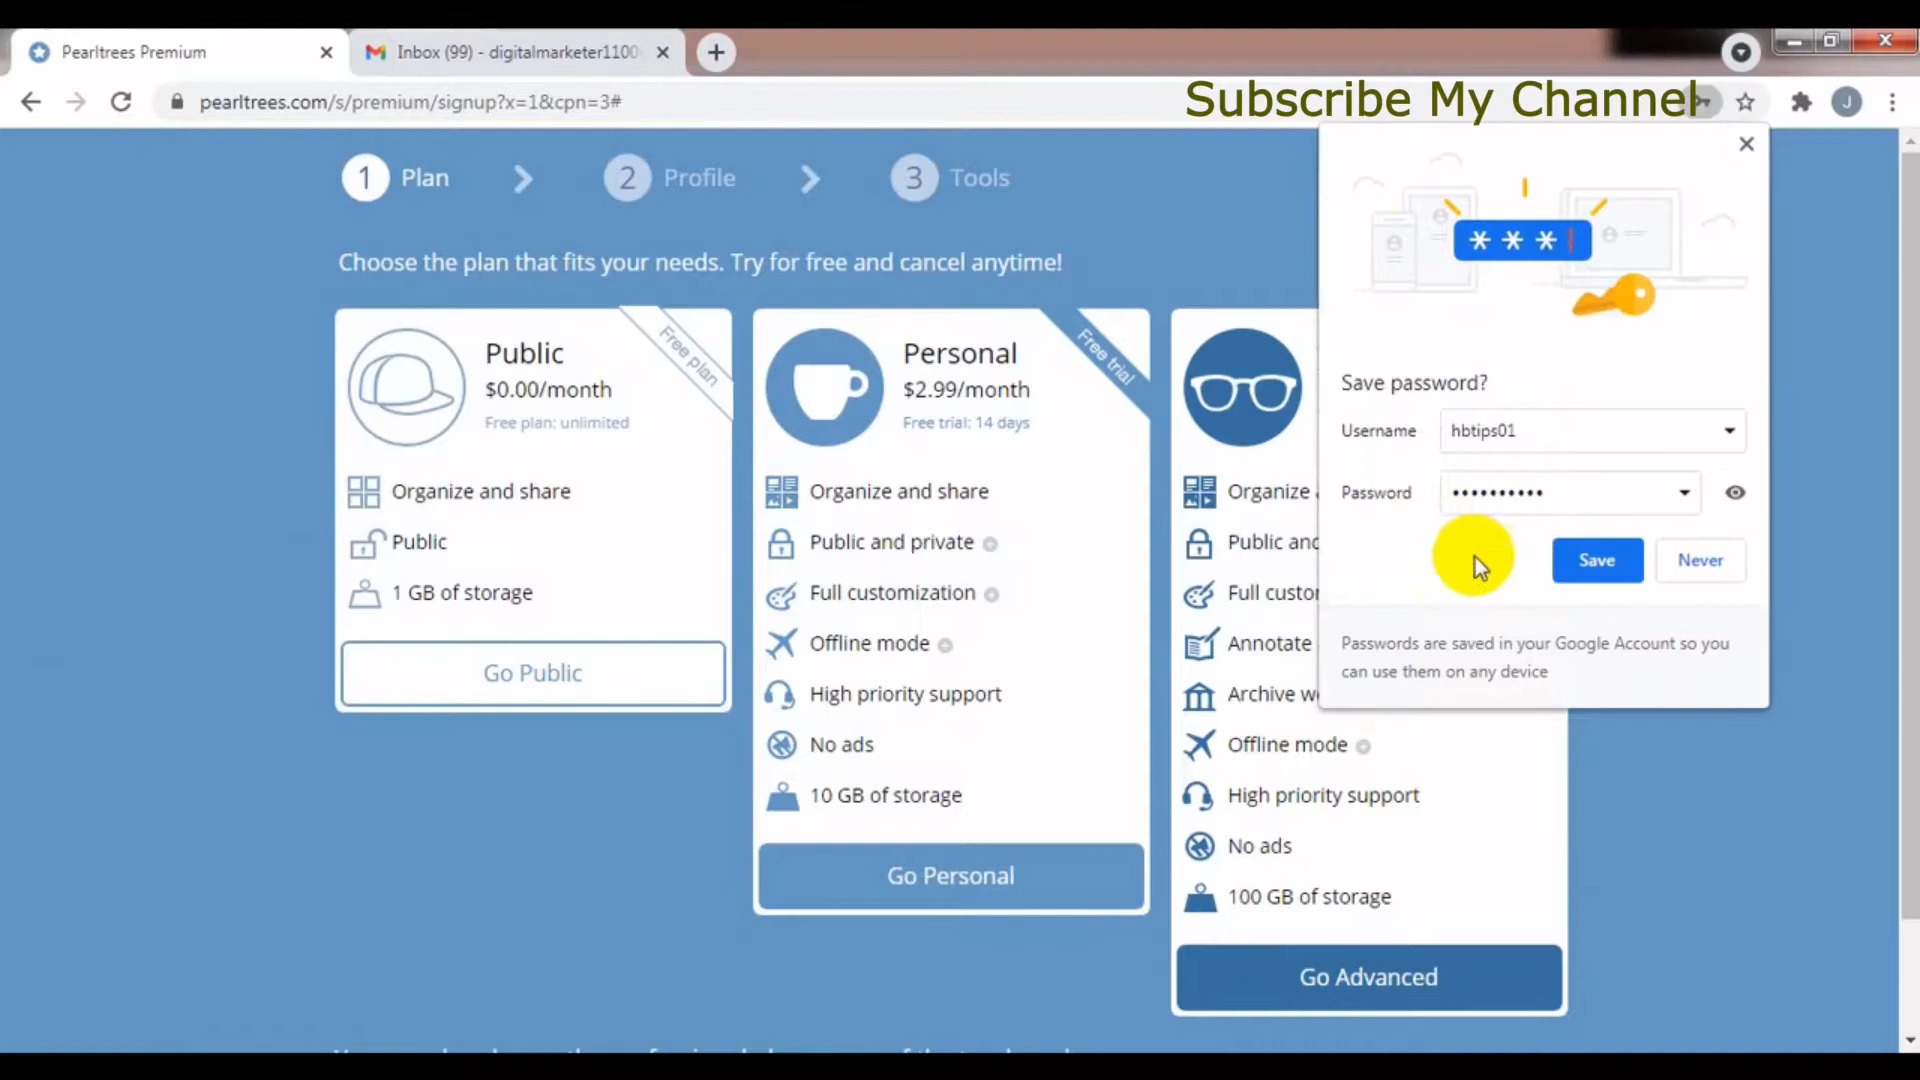 Pearltrees Premium
Inbox (99) - digitalmarketer1100
pearltrees.com/s/premium/signup?x=1&cpn=3#
Subscribe My Channel
J
1 Plan
2 Profile
3 Tools
Choose the plan that fits your needs. Try for free and cancel anytime!
Public
$0.00/month
Free plan: unlimited
Free plan
Organize and share
Public
1 GB of storage
Go Public
Personal
$2.99/month
Free trial: 14 days
Free trial
Organize and share
Public and private
Full customization
Offline mode
High priority support
No ads
10 GB of storage
Go Personal
Organize
Public and
Full custo
Annotate
Archive w
Offline mode
High priority support
No ads
100 GB of storage
Go Advanced
* * *
Save password?
Username hbtips01
Password ••••••••••
Save
Never
Passwords are saved in your Google Account so you
can use them on any device